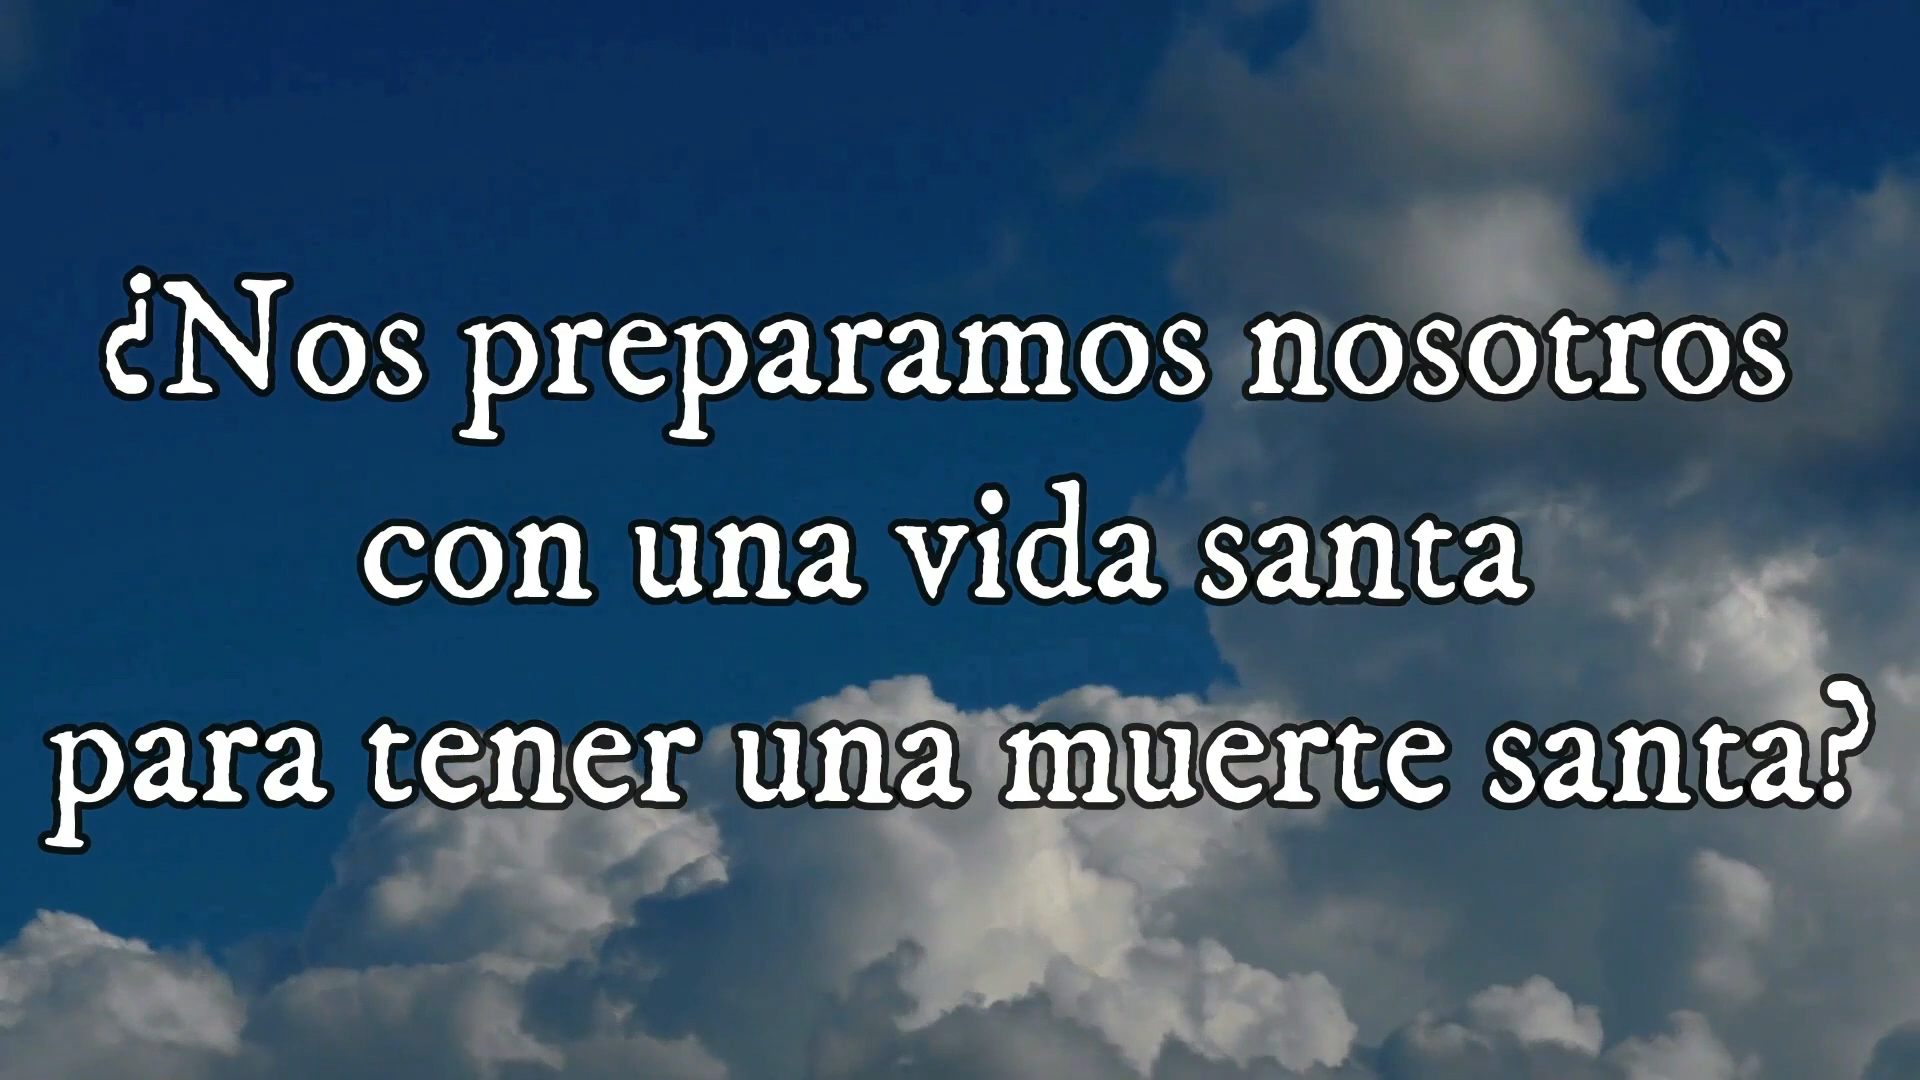 ¿Nos preparamos nosotros
con una vida santa
para tener una muerte santa?